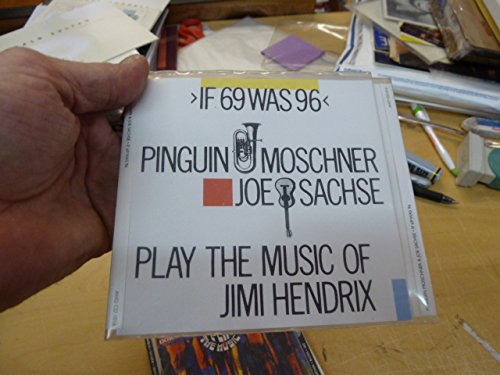 >IF 69 WAS 96<
PINGUIN MOSCHNER
JOE SACHSE
PLAY THE MUSIC OF
JIMI HENDRIX